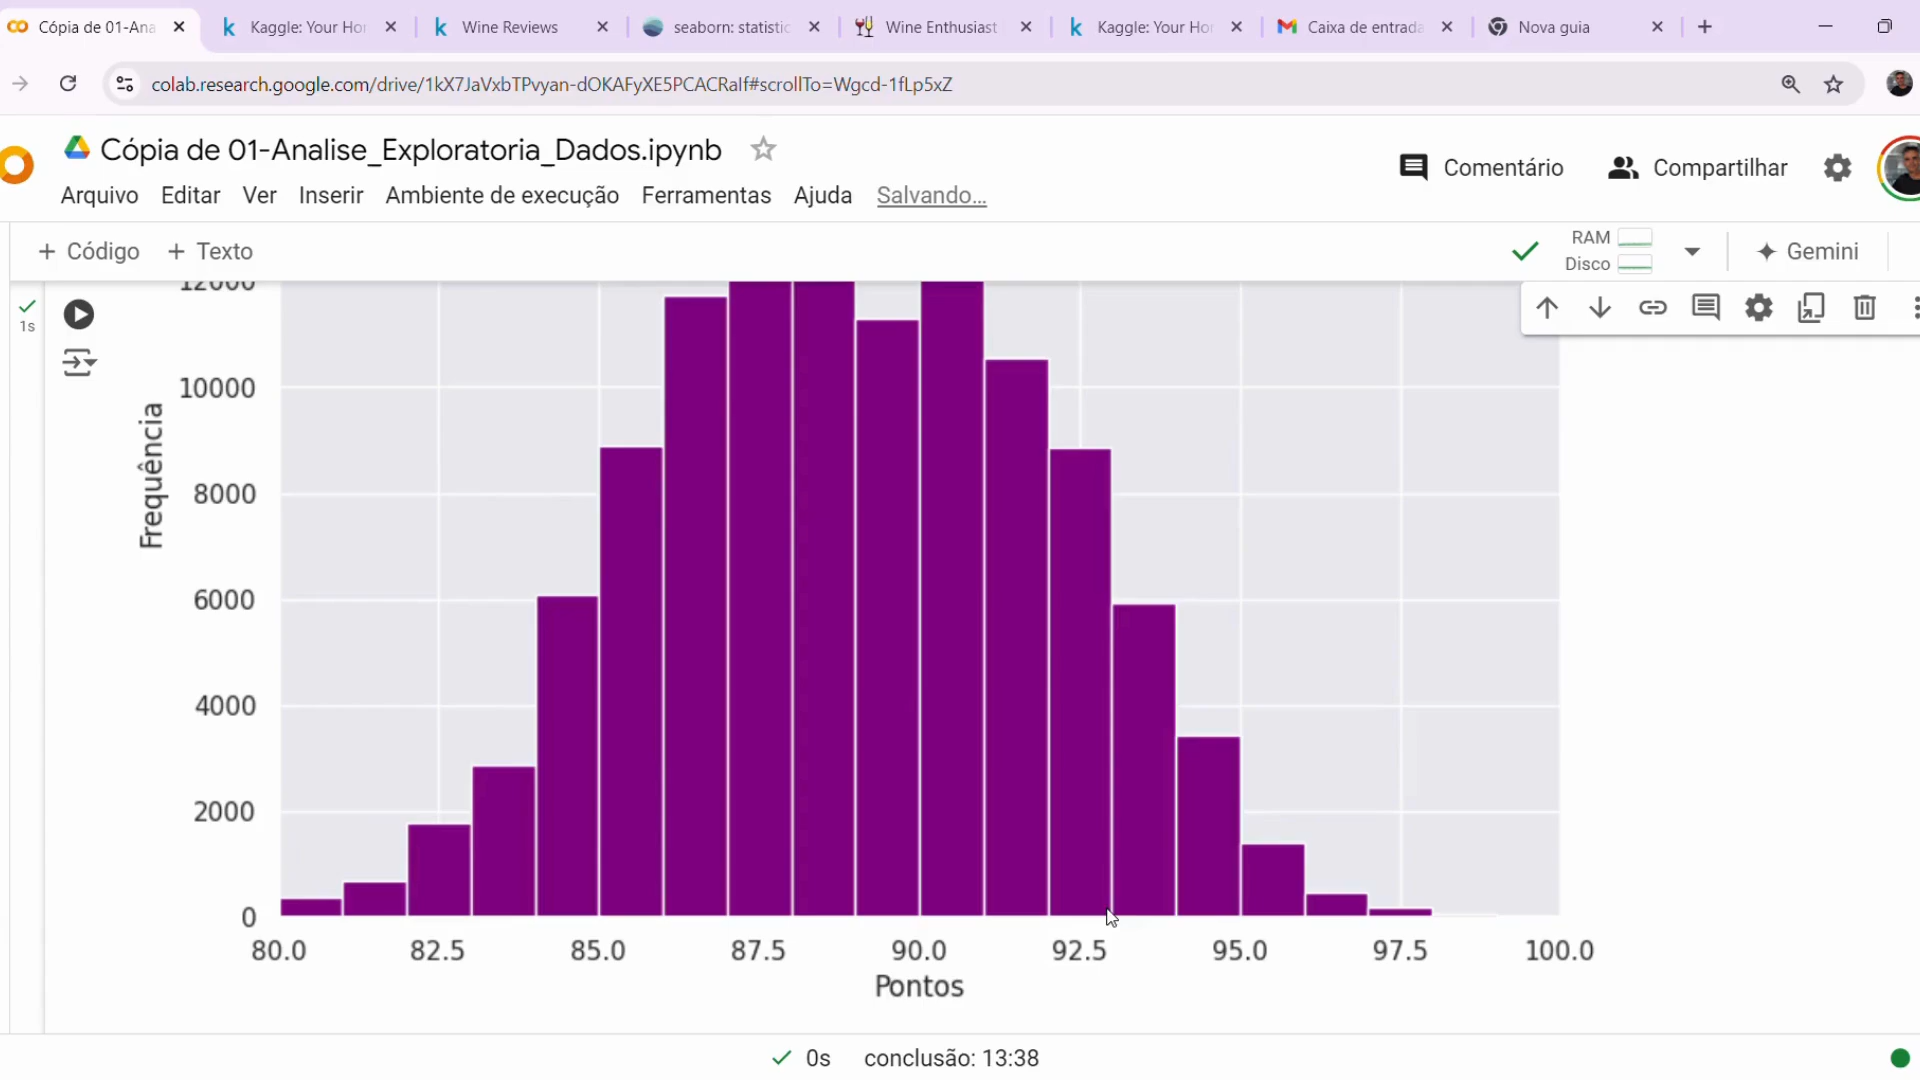 Cópia de 01-Ana
Kaggle: Your Ho
Wine Reviews
seaborn: statistic
Wine Enthusiast
Kaggle: Your Ho
Caixa de entrada
Nova guia
colab.research.google.com/drive/1kX7JaVxbTPvyan-dOKAFyXE5PCACRaIf#scrollTo=Wgcd-1fLp5xZ
Cópia de 01-Analise_Exploratoria_Dados.ipynb
Comentário
Compartilhar
Arquivo Editar Ver Inserir Ambiente de execução Ferramentas Ajuda Salvando...
+ Código + Texto
RAM
Disco
Gemini
1s
12000
10000
8000
6000
4000
2000
0
Frequência
80.0 82.5 85.0 87.5 90.0 92.5 95.0 97.5 100.0
Pontos
0s conclusão: 13:38